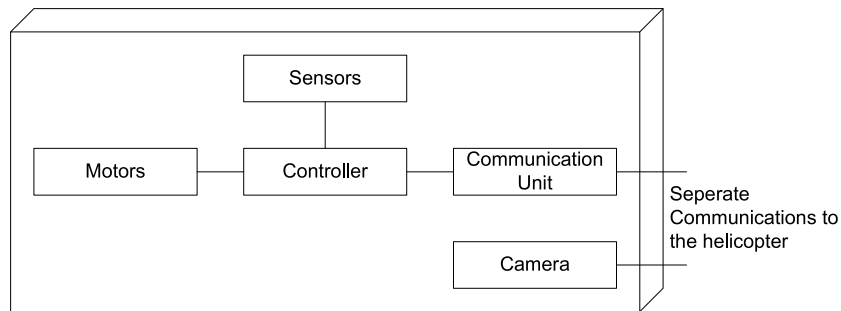 Sensors
Motors
Controller
Communication
Unit
Seperate
Communications to
the helicopter
Camera